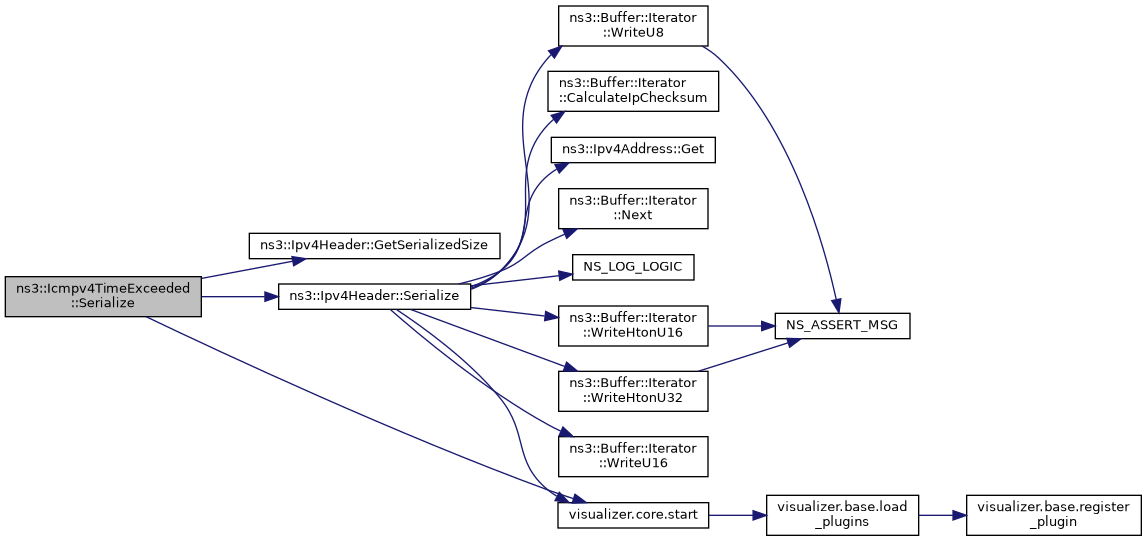 ns3::Icmpv4TimeExceeded
::Serialize
ns3::Ipv4Header::GetSerializedSize
ns3::Ipv4Header::Serialize
ns3::Buffer::Iterator
::WriteU8
ns3::Buffer::Iterator
::CalculateIpChecksum
ns3::Ipv4Address::Get
ns3::Buffer::Iterator
::Next
NS_LOG_LOGIC
ns3::Buffer::Iterator
::WriteHtonU16
ns3::Buffer::Iterator
::WriteHtonU32
ns3::Buffer::Iterator
::WriteU16
visualizer.core.start
NS_ASSERT_MSG
visualizer.base.load
_plugins
visualizer.base.register
_plugin